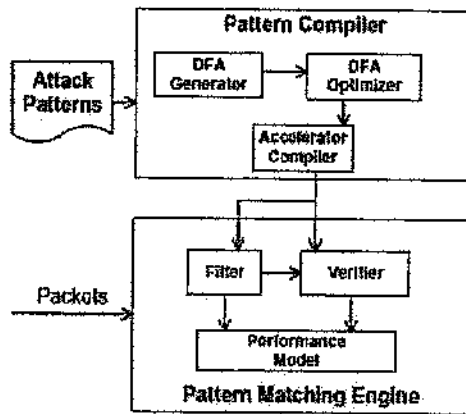 Pattern Compiler
Attack
Patterns
DFA
Generator
DFA
Optimizer
Accelerator
Compiler
Filter
Verifier
Packets
Performance
Model
Pattern Matching Engine